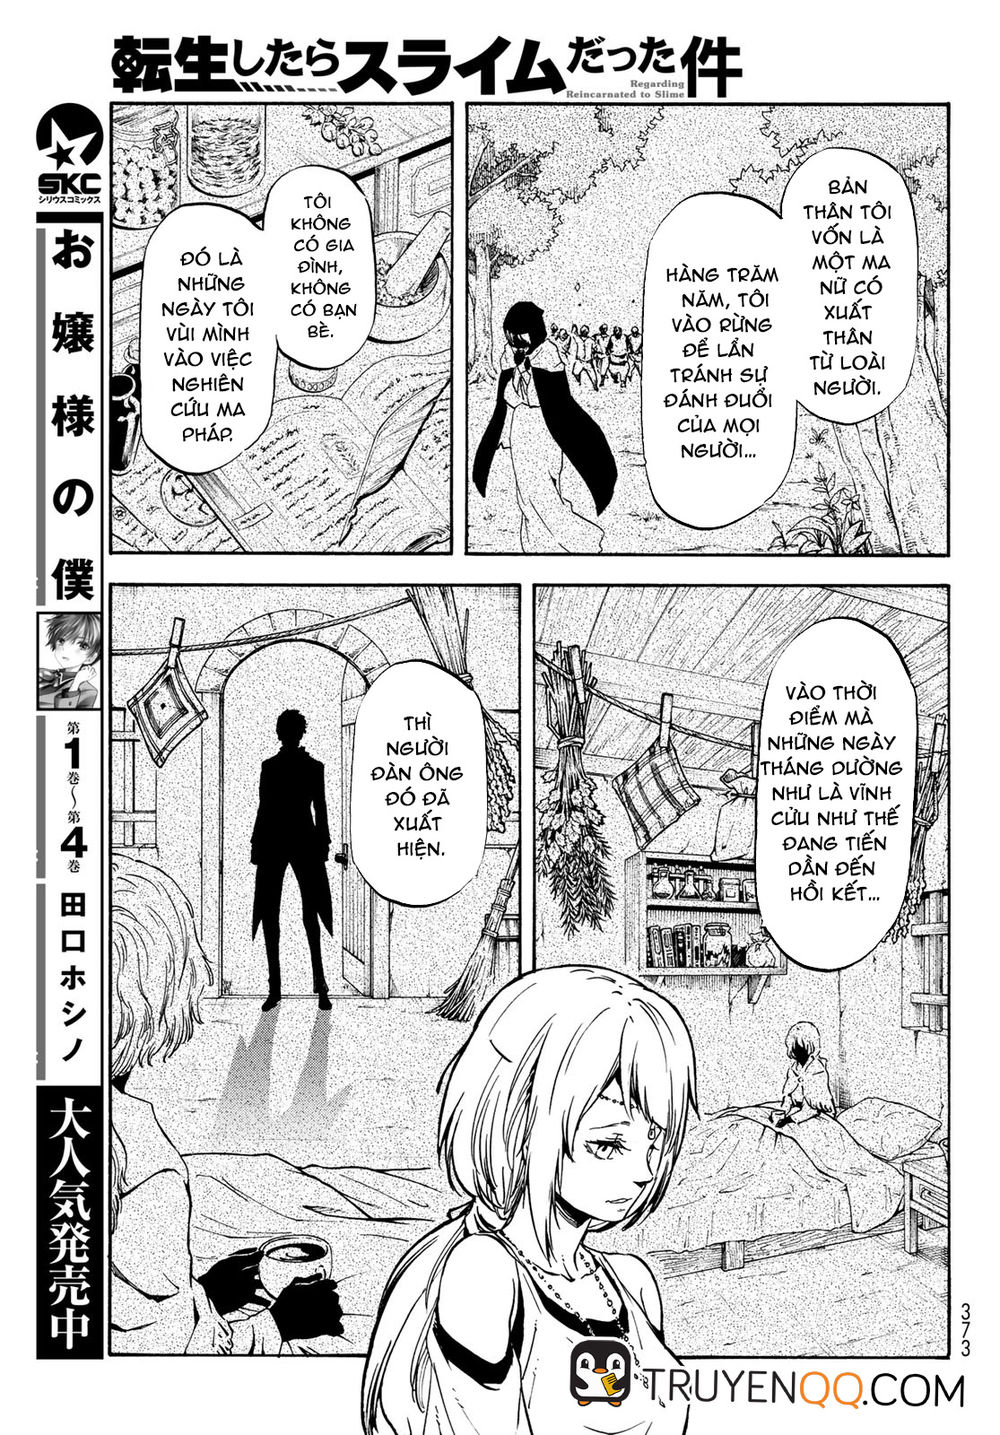 転生したらスライムだった件
Regarding
Reincarnated to Slime
SKC
シリウスコミックス
お嬢様の僕
第1巻～第4巻
田口ホシノ
大人気発売中
BẢN
THÂN TÔI
VỐN LÀ
MỘT MA
NỮ CÓ
XUẤT
THÂN
TỪ LOÀI
NGƯỜI.
HÀNG TRĂM
NĂM, TÔI
VÀO RỪNG
ĐỂ LẨN
TRÁNH SỰ
ĐÁNH ĐUỔI
CỦA MỌI
NGƯỜI...
TÔI
KHÔNG
CÓ GIA
ĐÌNH,
KHÔNG
CÓ BẠN
BÈ.
ĐÓ LÀ
NHỮNG
NGÀY TÔI
VÙI MÌNH
VÀO VIỆC
NGHIÊN
CỨU MA
PHÁP.
VÀO THỜI
ĐIỂM MÀ
NHỮNG NGÀY
THÁNG DƯỜNG
NHƯ LÀ VĨNH
CỬU NHƯ THẾ
ĐANG TIẾN
DẦN ĐẾN
HỒI KẾT...
THÌ
NGƯỜI
ĐÀN ÔNG
ĐÓ ĐÃ
XUẤT
HIỆN.
373
TRUYENQQ.COM